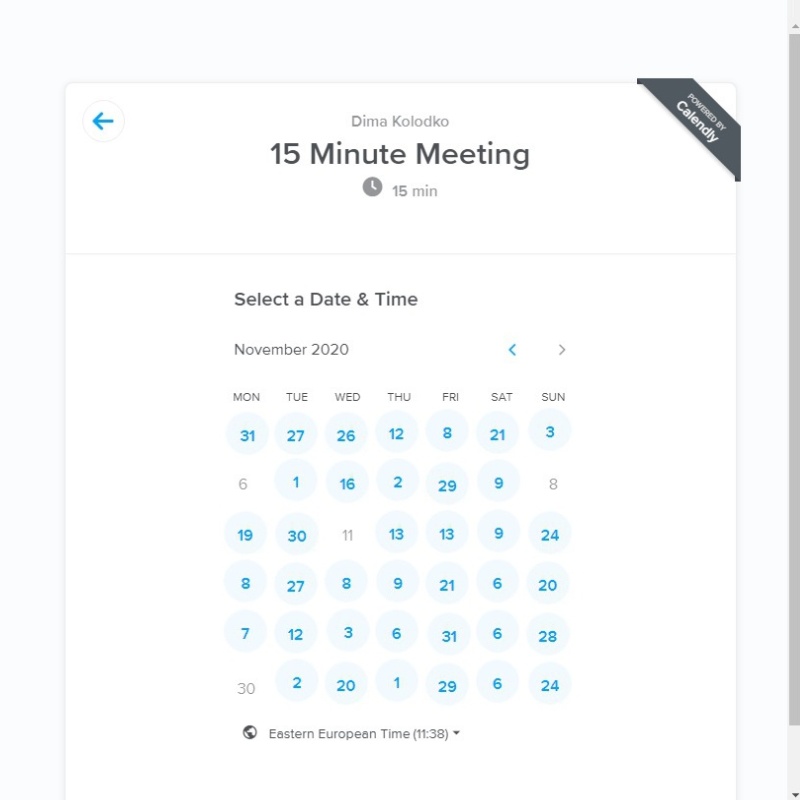 POWERED BY
Calendly
Dima Kolodko
15 Minute Meeting
15 min
Select a Date & Time
November 2020
MON TUE WED THU FRI SAT SUN
31 27 26 12 8 21 3
6 1 16 2 29 9 8
19 30 11 13 13 9 24
8 27 8 9 21 6 20
7 12 3 6 31 6 28
30 2 20 1 29 6 24
Eastern European Time (11:38)